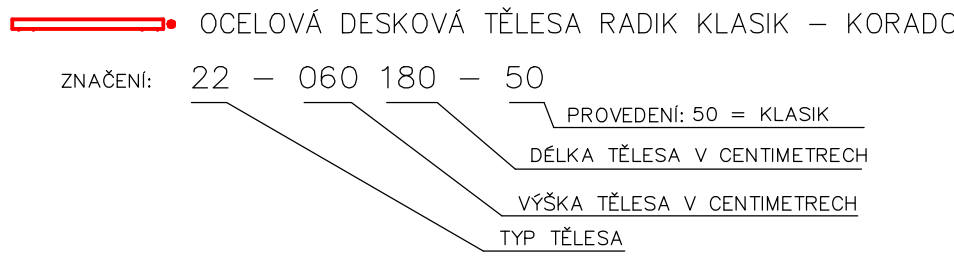 OCELOVÁ DESKOVÁ TĚLESA RADIK KLASIK – KORADO
ZNAČENÍ: 22 – 060 180 – 50
PROVEDENÍ: 50 = KLASIK
DÉLKA TĚLESA V CENTIMETRECH
VÝŠKA TĚLESA V CENTIMETRECH
TYP TĚLESA